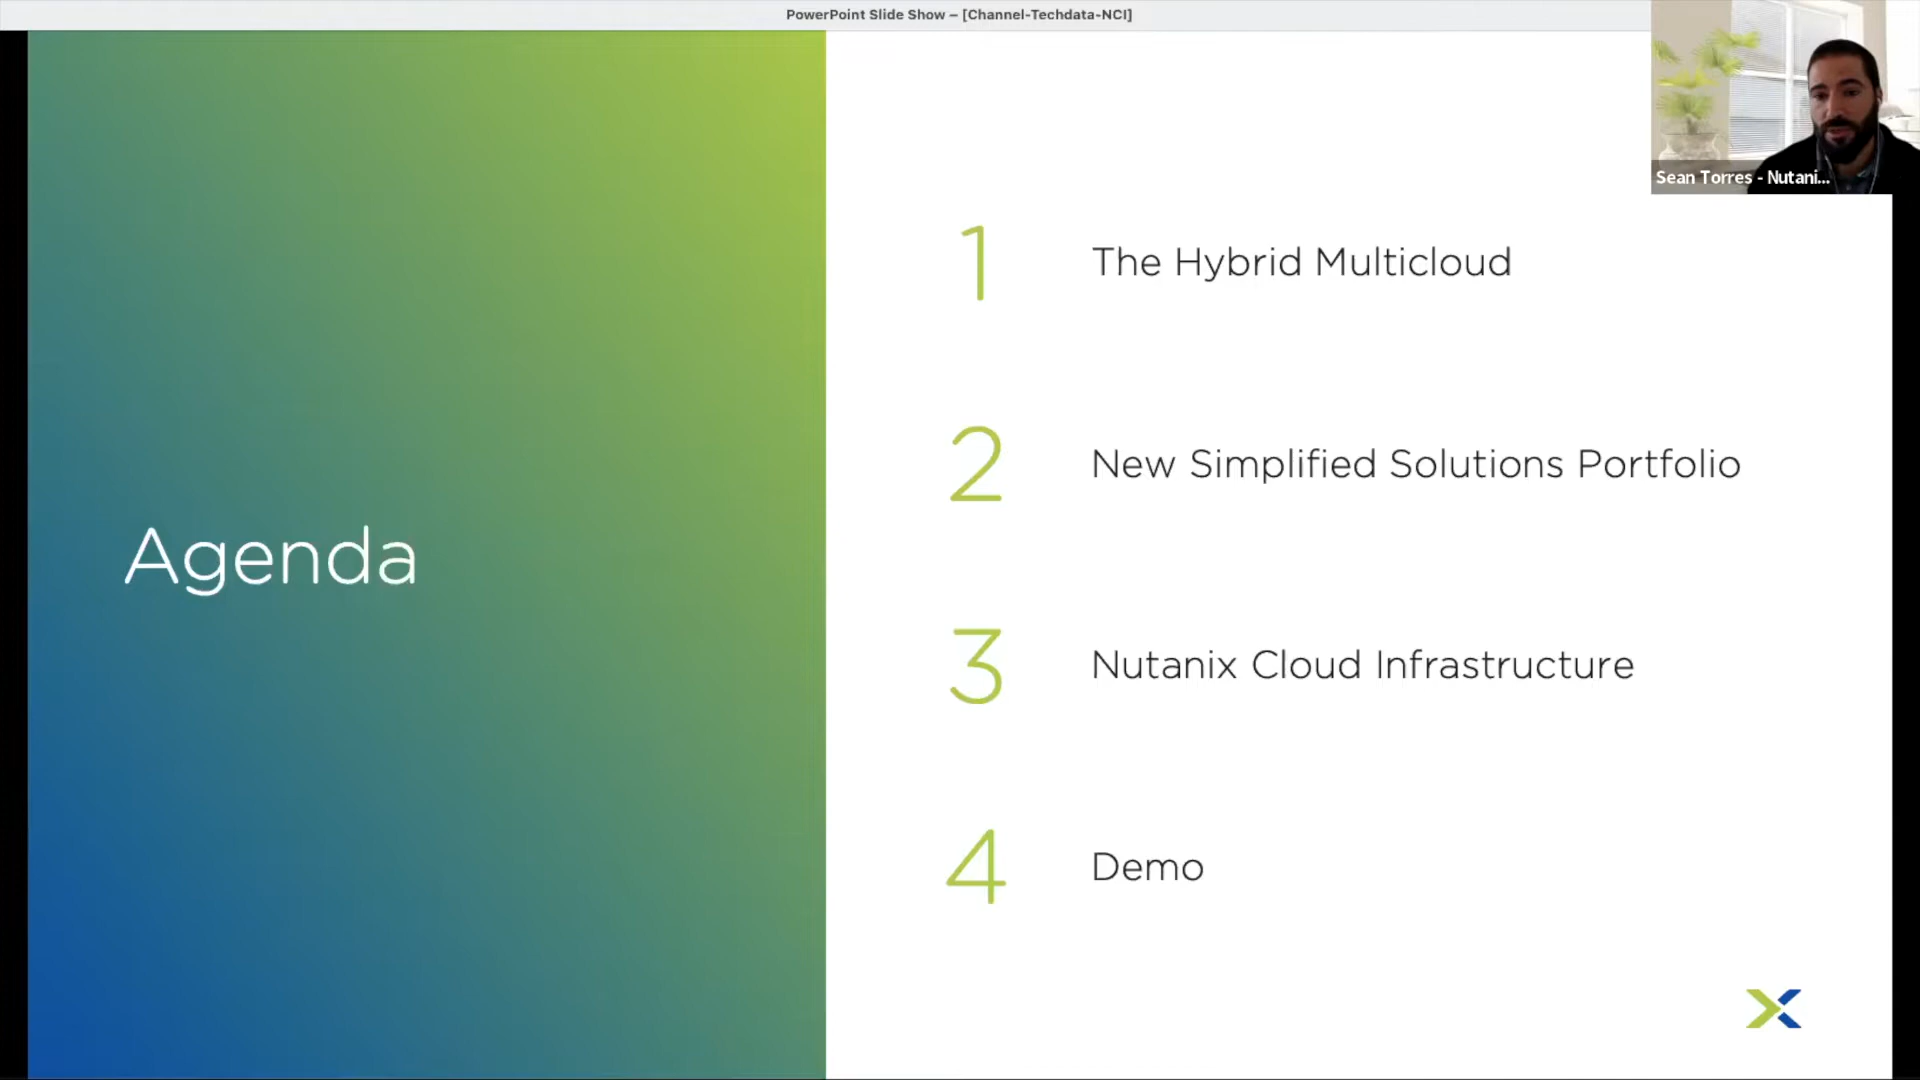 PowerPoint Slide Show – [Channel-Techdata-NCI]
Sean Torres - Nutani...
Agenda
1 The Hybrid Multicloud
2 New Simplified Solutions Portfolio
3 Nutanix Cloud Infrastructure
4 Demo